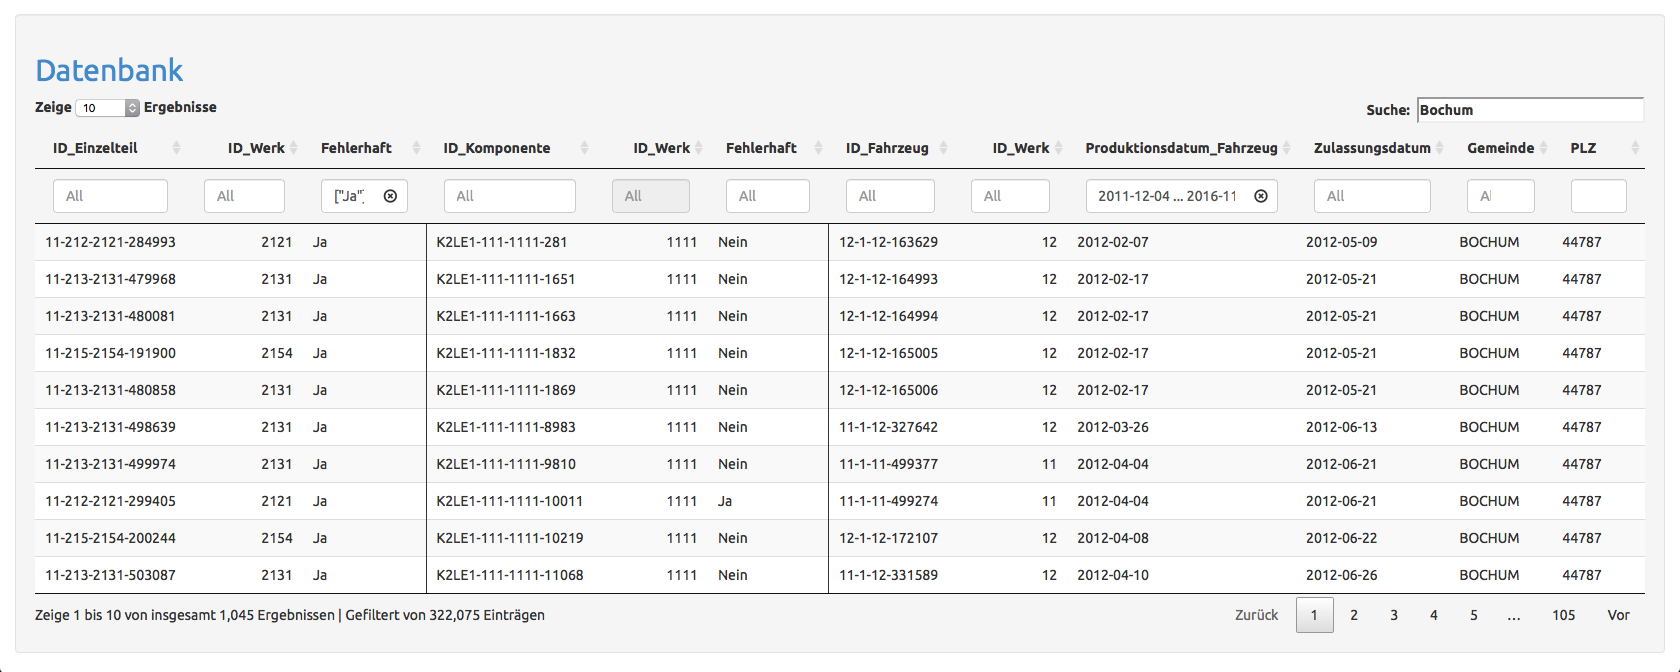 Datenbank
Zeige 10 Ergebnisse
Suche: Bochum
ID_Einzelteil ID_Werk Fehlerhaft ID_Komponente ID_Werk Fehlerhaft ID_Fahrzeug ID_Werk Produktionsdatum_Fahrzeug Zulassungsdatum Gemeinde PLZ
All All ["Ja"] All All All All All 2011-12-04 ... 2016-11 All Al
11-212-2121-284993 2121 Ja K2LE1-111-1111-281 1111 Nein 12-1-12-163629 12 2012-02-07 2012-05-09 BOCHUM 44787
11-213-2131-479968 2131 Ja K2LE1-111-1111-1651 1111 Nein 12-1-12-164993 12 2012-02-17 2012-05-21 BOCHUM 44787
11-213-2131-480081 2131 Ja K2LE1-111-1111-1663 1111 Nein 12-1-12-164994 12 2012-02-17 2012-05-21 BOCHUM 44787
11-215-2154-191900 2154 Ja K2LE1-111-1111-1832 1111 Nein 12-1-12-165005 12 2012-02-17 2012-05-21 BOCHUM 44787
11-213-2131-480858 2131 Ja K2LE1-111-1111-1869 1111 Nein 12-1-12-165006 12 2012-02-17 2012-05-21 BOCHUM 44787
11-213-2131-498639 2131 Ja K2LE1-111-1111-8983 1111 Nein 11-1-12-327642 12 2012-03-26 2012-06-13 BOCHUM 44787
11-213-2131-499974 2131 Ja K2LE1-111-1111-9810 1111 Nein 11-1-11-499377 11 2012-04-04 2012-06-21 BOCHUM 44787
11-212-2121-299405 2121 Ja K2LE1-111-1111-10011 1111 Ja 11-1-11-499274 11 2012-04-04 2012-06-21 BOCHUM 44787
11-215-2154-200244 2154 Ja K2LE1-111-1111-10219 1111 Nein 12-1-12-172107 12 2012-04-08 2012-06-22 BOCHUM 44787
11-213-2131-503087 2131 Ja K2LE1-111-1111-11068 1111 Nein 11-1-12-331589 12 2012-04-10 2012-06-26 BOCHUM 44787
Zeige 1 bis 10 von insgesamt 1,045 Ergebnissen | Gefiltert von 322,075 Einträgen
Zurück 1 2 3 4 5 ... 105 Vor